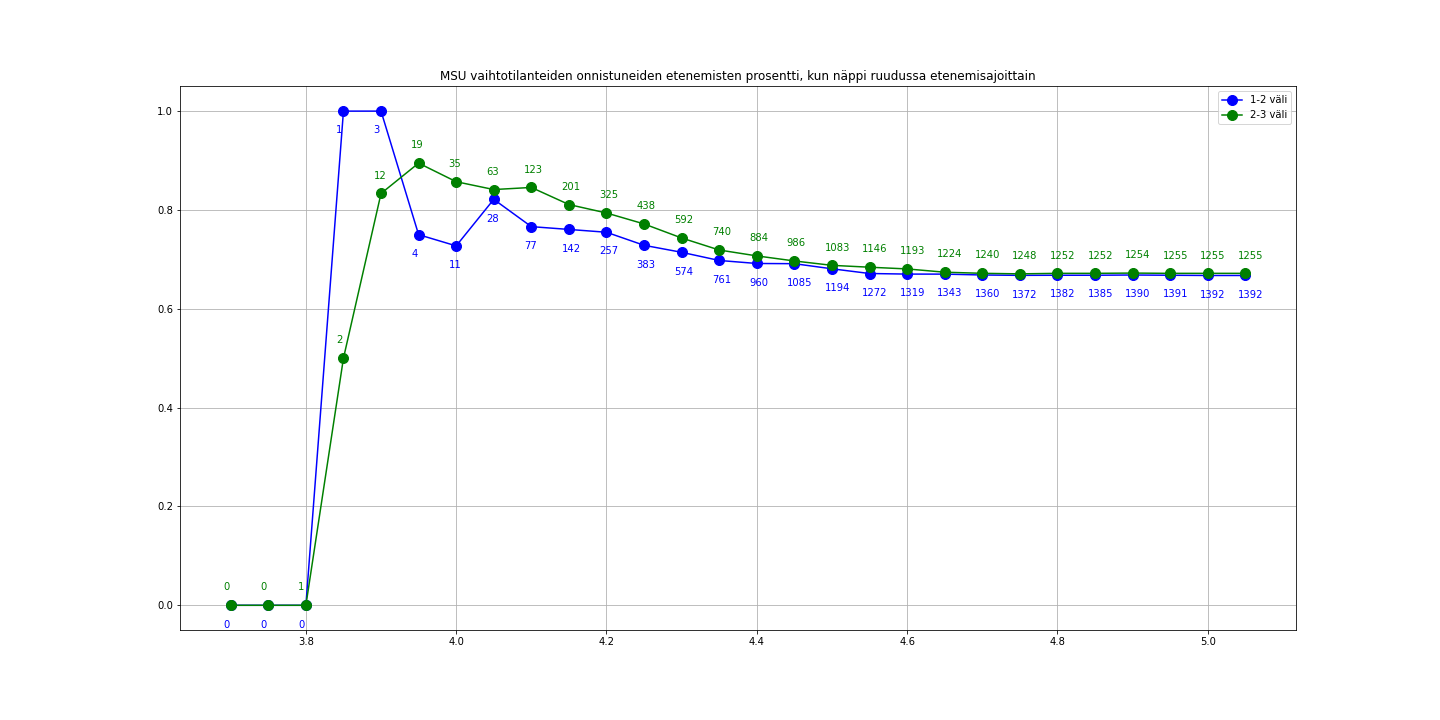 MSU vaihtotilanteiden onnistuneiden etenemisten prosentti, kun näppi ruudussa etenemisajoittain
1.0
1-2 väli
2-3 väli
1 3
19
12 35 63 123 201 325 438 592 740 884 986 1083 1146 1193 1224 1240 1248 1252 1252 1254 1255 1255 1255
0.8
4 11 28 77 142 257 383 574 761 960 1085 1194 1272 1319 1343 1360 1372 1382 1385 1390 1391 1392 1392
0.6
2
0.4
0.2
0 0 1
0.0
0 0 0
3.8 4.0 4.2 4.4 4.6 4.8 5.0